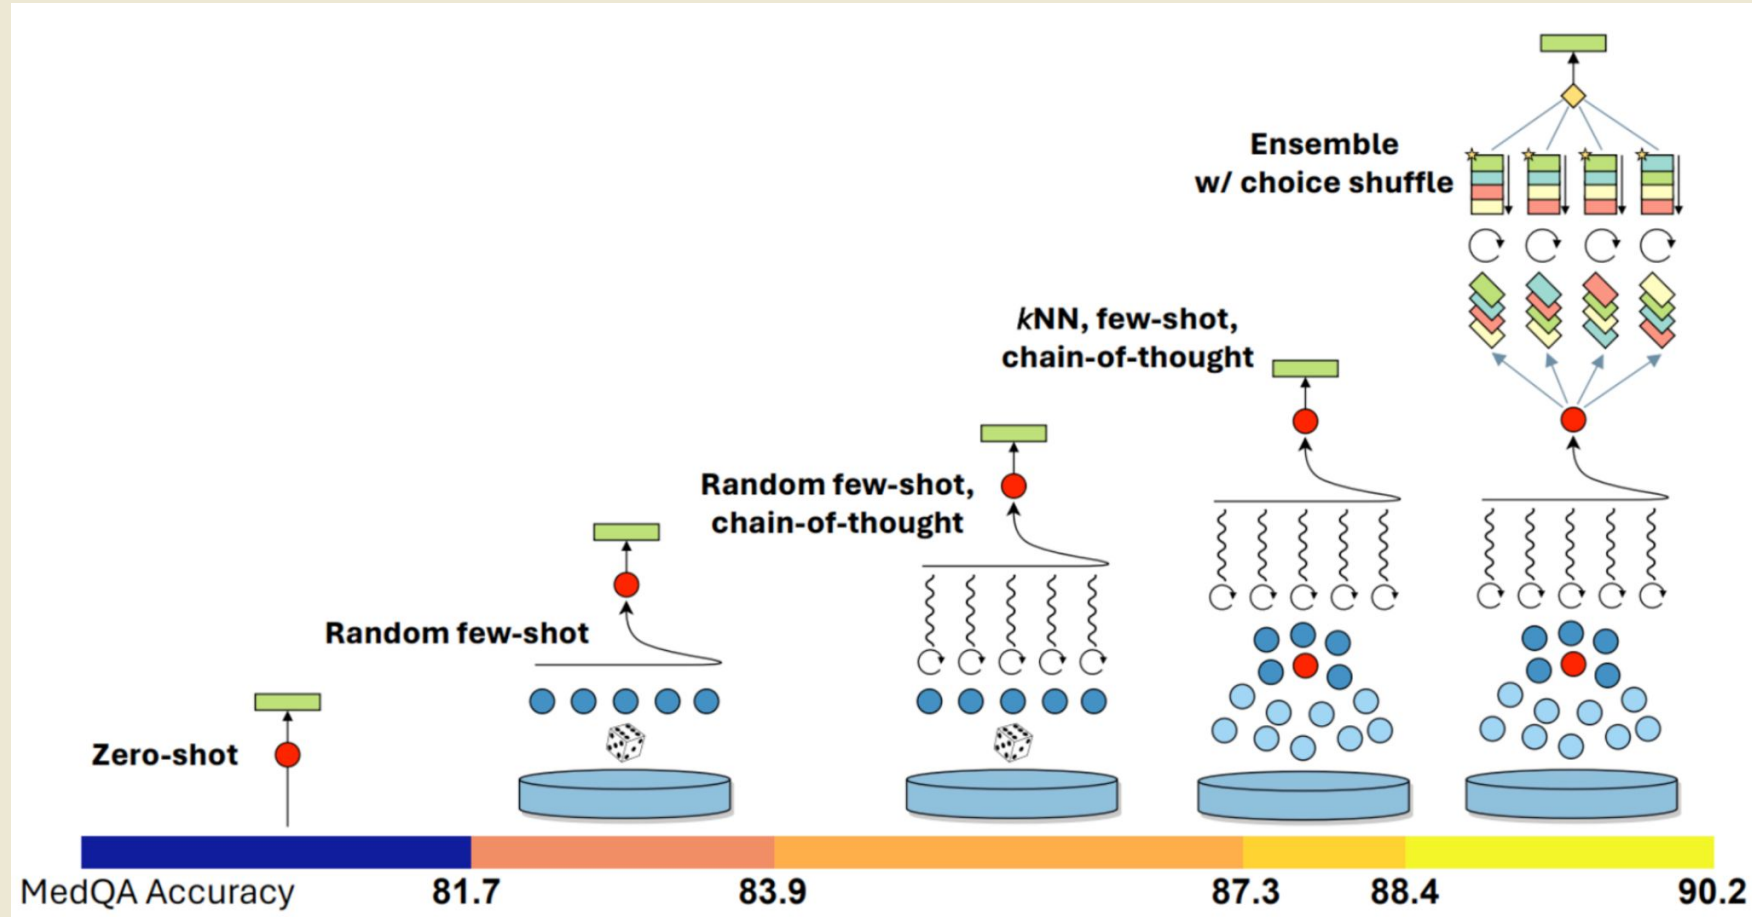 Ensemble
w/ choice shuffle
kNN, few-shot,
chain-of-thought
Random few-shot,
chain-of-thought
Random few-shot
Zero-shot
MedQA Accuracy 81.7 83.9 87.3 88.4 90.2